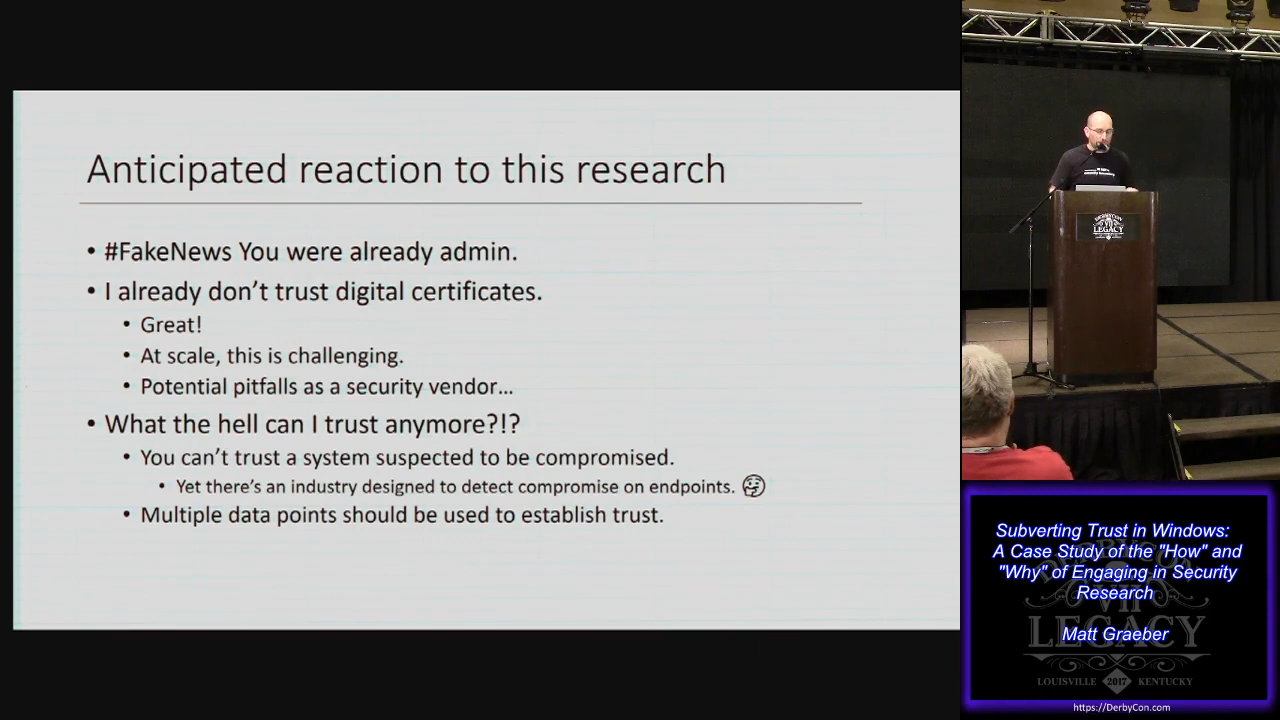 Anticipated reaction to this research
• #FakeNews You were already admin.
• I already don’t trust digital certificates.
• Great!
• At scale, this is challenging.
• Potential pitfalls as a security vendor…
• What the hell can I trust anymore?!?
• You can’t trust a system suspected to be compromised.
• Yet there’s an industry designed to detect compromise on endpoints.
• Multiple data points should be used to establish trust.
DERBYCON
LEGACY
Subverting Trust in Windows:
A Case Study of the "How" and
"Why" of Engaging in Security
Research
Matt Graeber
DERBYCON
VII
LEGACY
LOUISVILLE 2017 KENTUCKY
https://DerbyCon.com